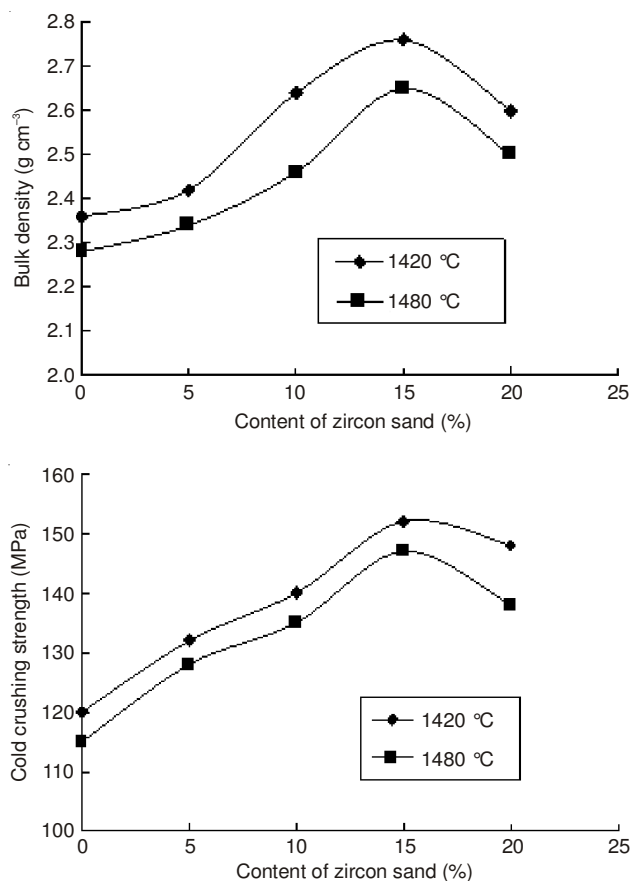 2.8
2.7
2.6
2.5
2.4
2.3
2.2
2.1
2.0
Bulk density (g cm⁻³)
1420 °C
1480 °C
0 5 10 15 20 25
Content of zircon sand (%)
160
150
140
130
120
110
100
Cold crushing strength (MPa)
1420 °C
1480 °C
0 5 10 15 20 25
Content of zircon sand (%)